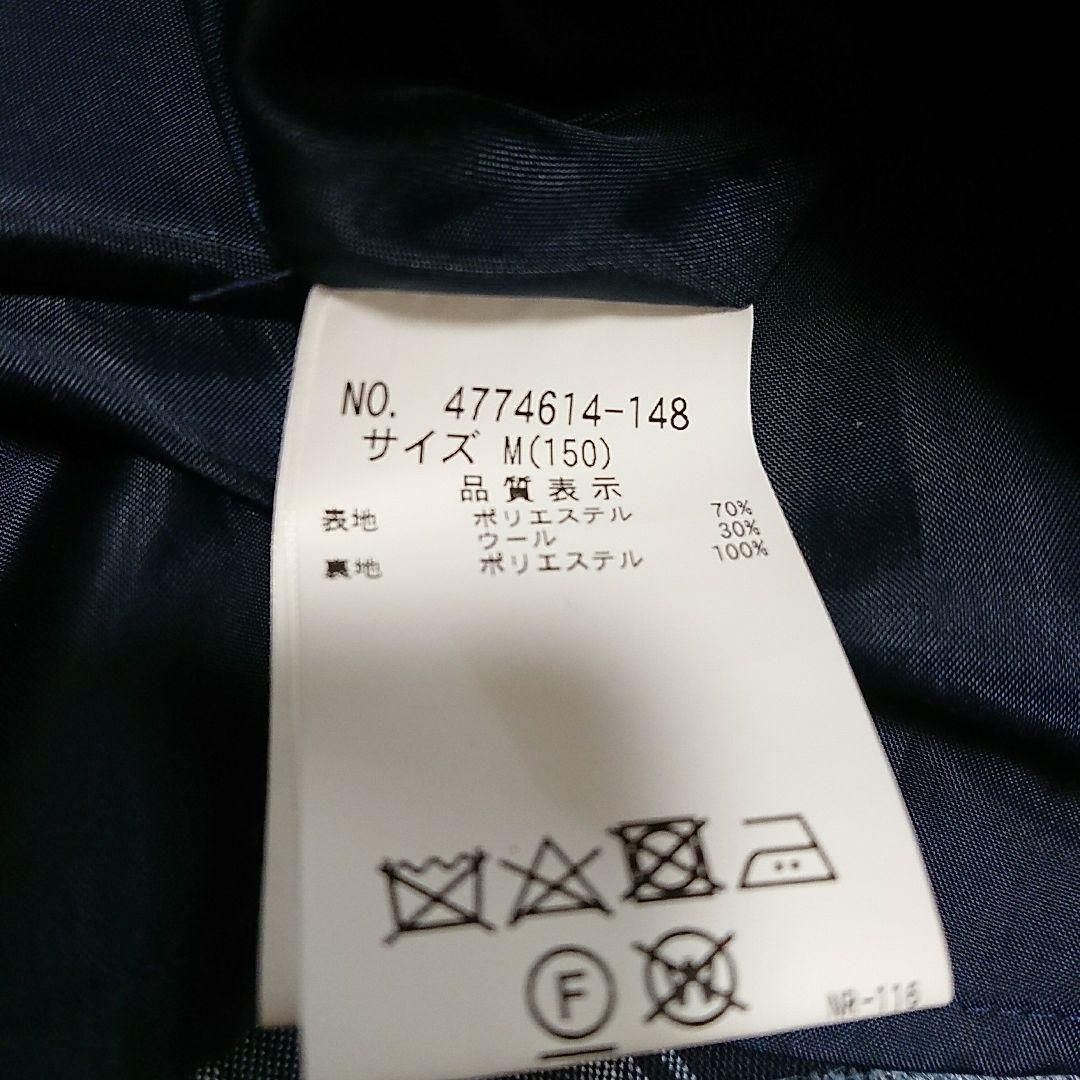 NO. 4774614-148
サイズ M(150)
品質表示
表地 ポリエステル 70%
ウール 30%
裏地 ポリエステル 100%
F
W
NR-116